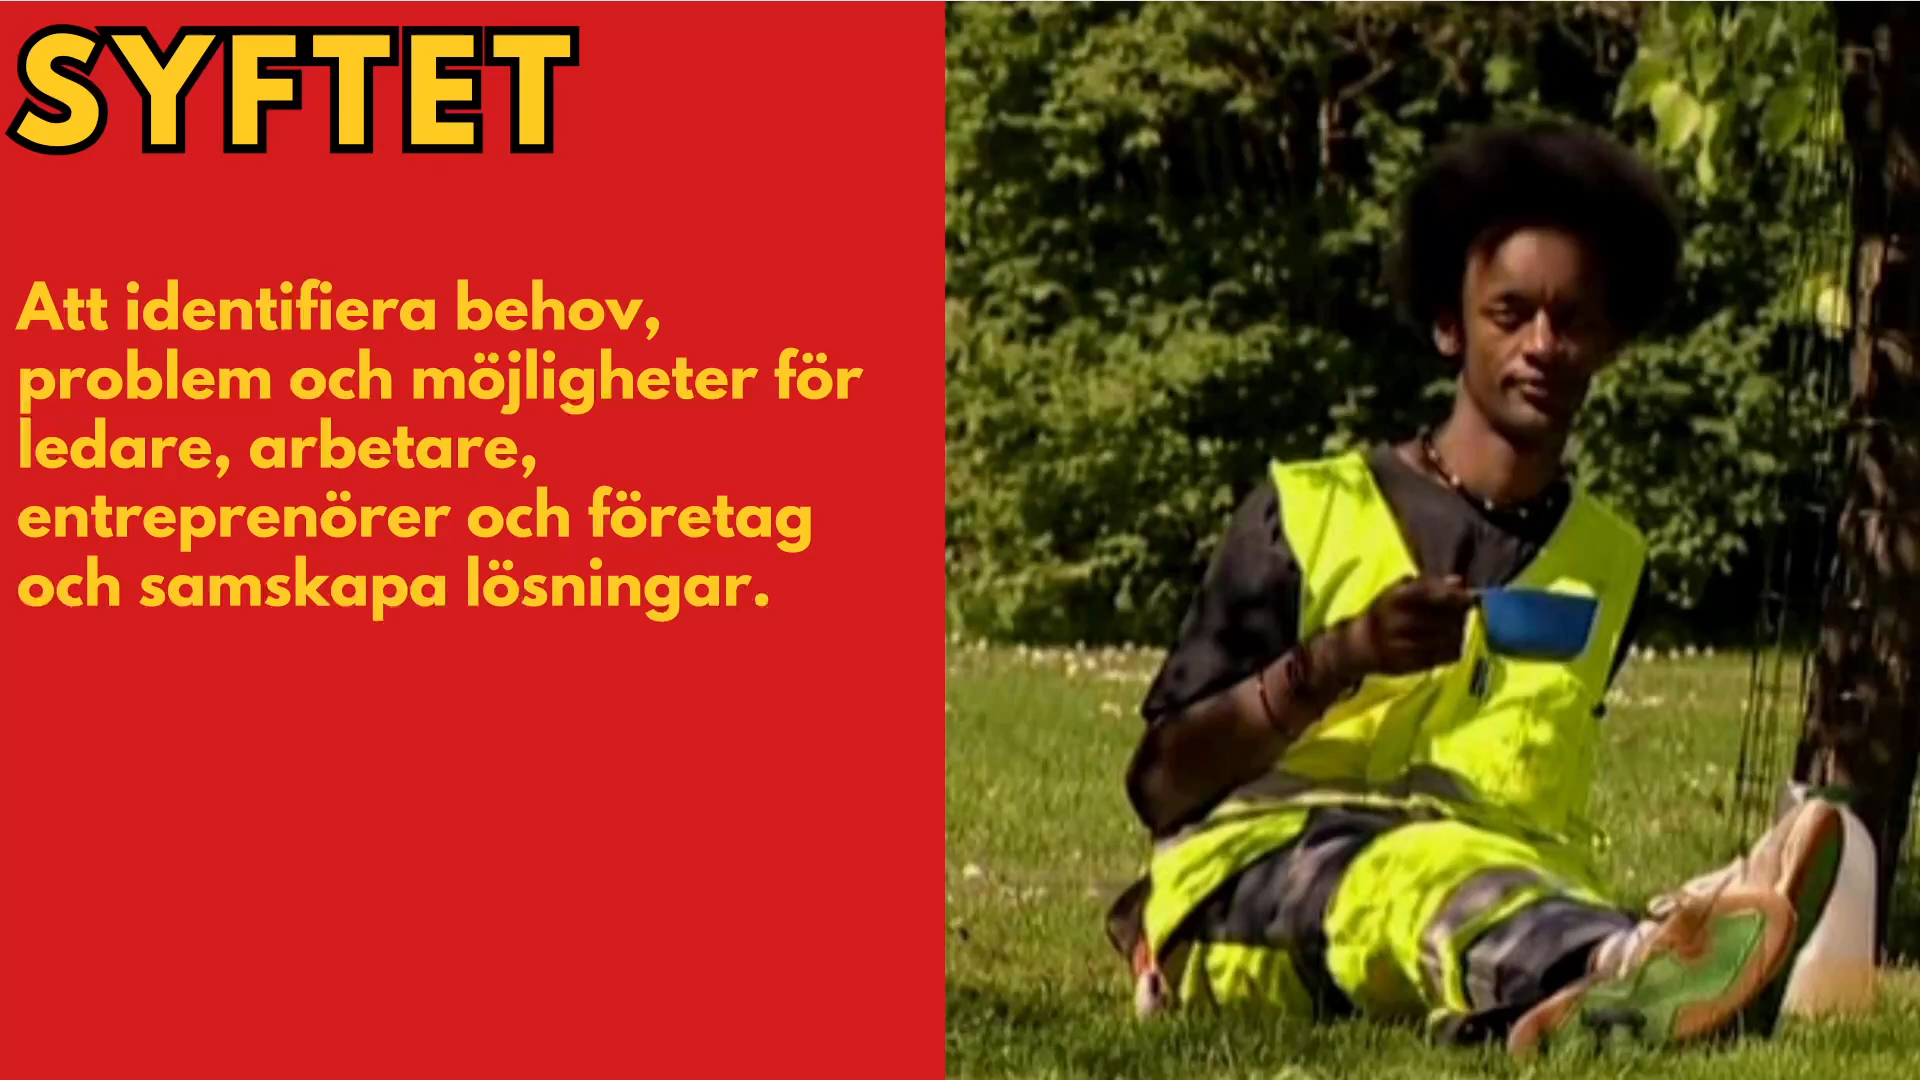 SYFTET
Att identifiera behov,
problem och möjligheter för
ledare, arbetare,
entreprenörer och företag
och samskapa lösningar.